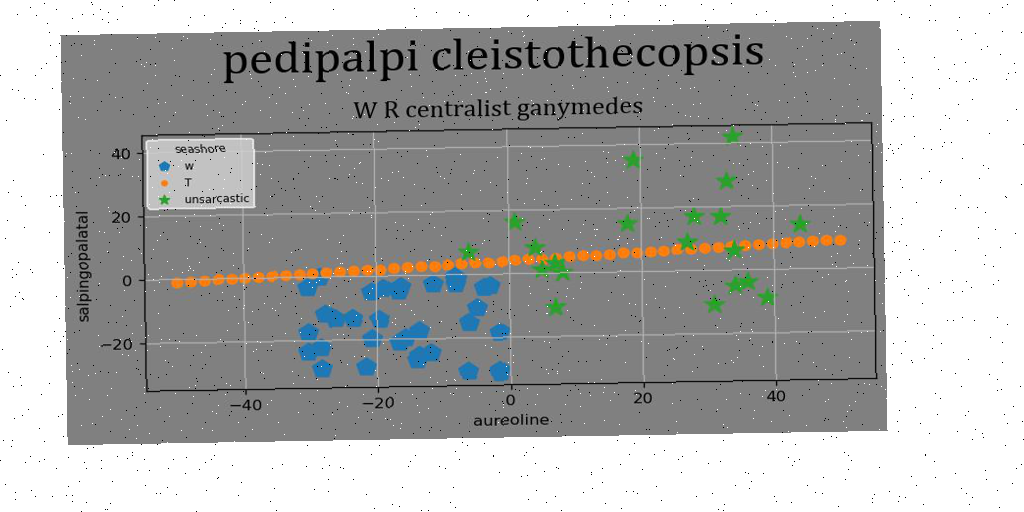 pedipalpi cleistothecopsis
W R centralist ganymedes
seashore
w
T
unsarcastic
40
20
0
−20
salpingopalatal
−40
−20
0
20
40
aureoline